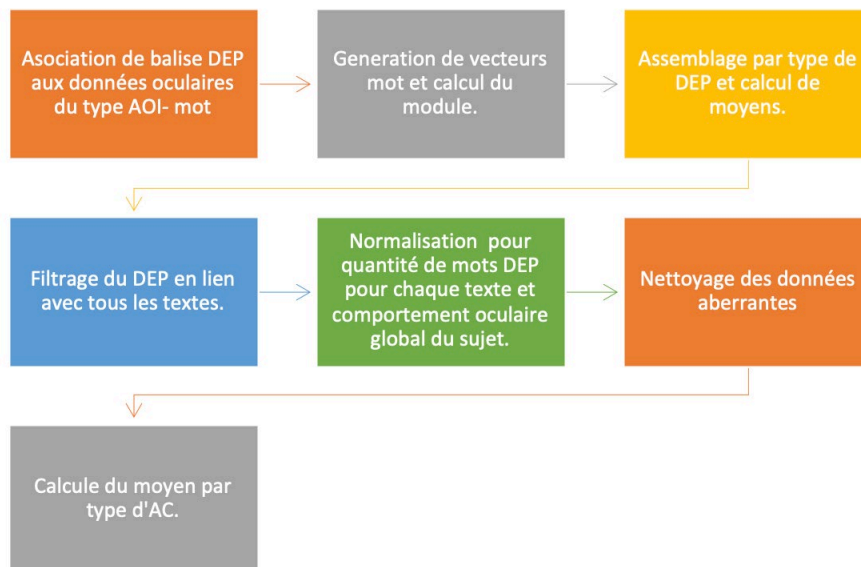 Asociation de balise DEP
aux données oculaires
du type AOI- mot
Generation de vecteurs
mot et calcul du
module.
Assemblage par type de
DEP et calcul de
moyens.
Filtrage du DEP en lien
avec tous les textes.
Normalisation pour
quantité de mots DEP
pour chaque texte et
comportement oculaire
global du sujet.
Nettoyage des données
aberrantes
Calcule du moyen par
type d'AC.